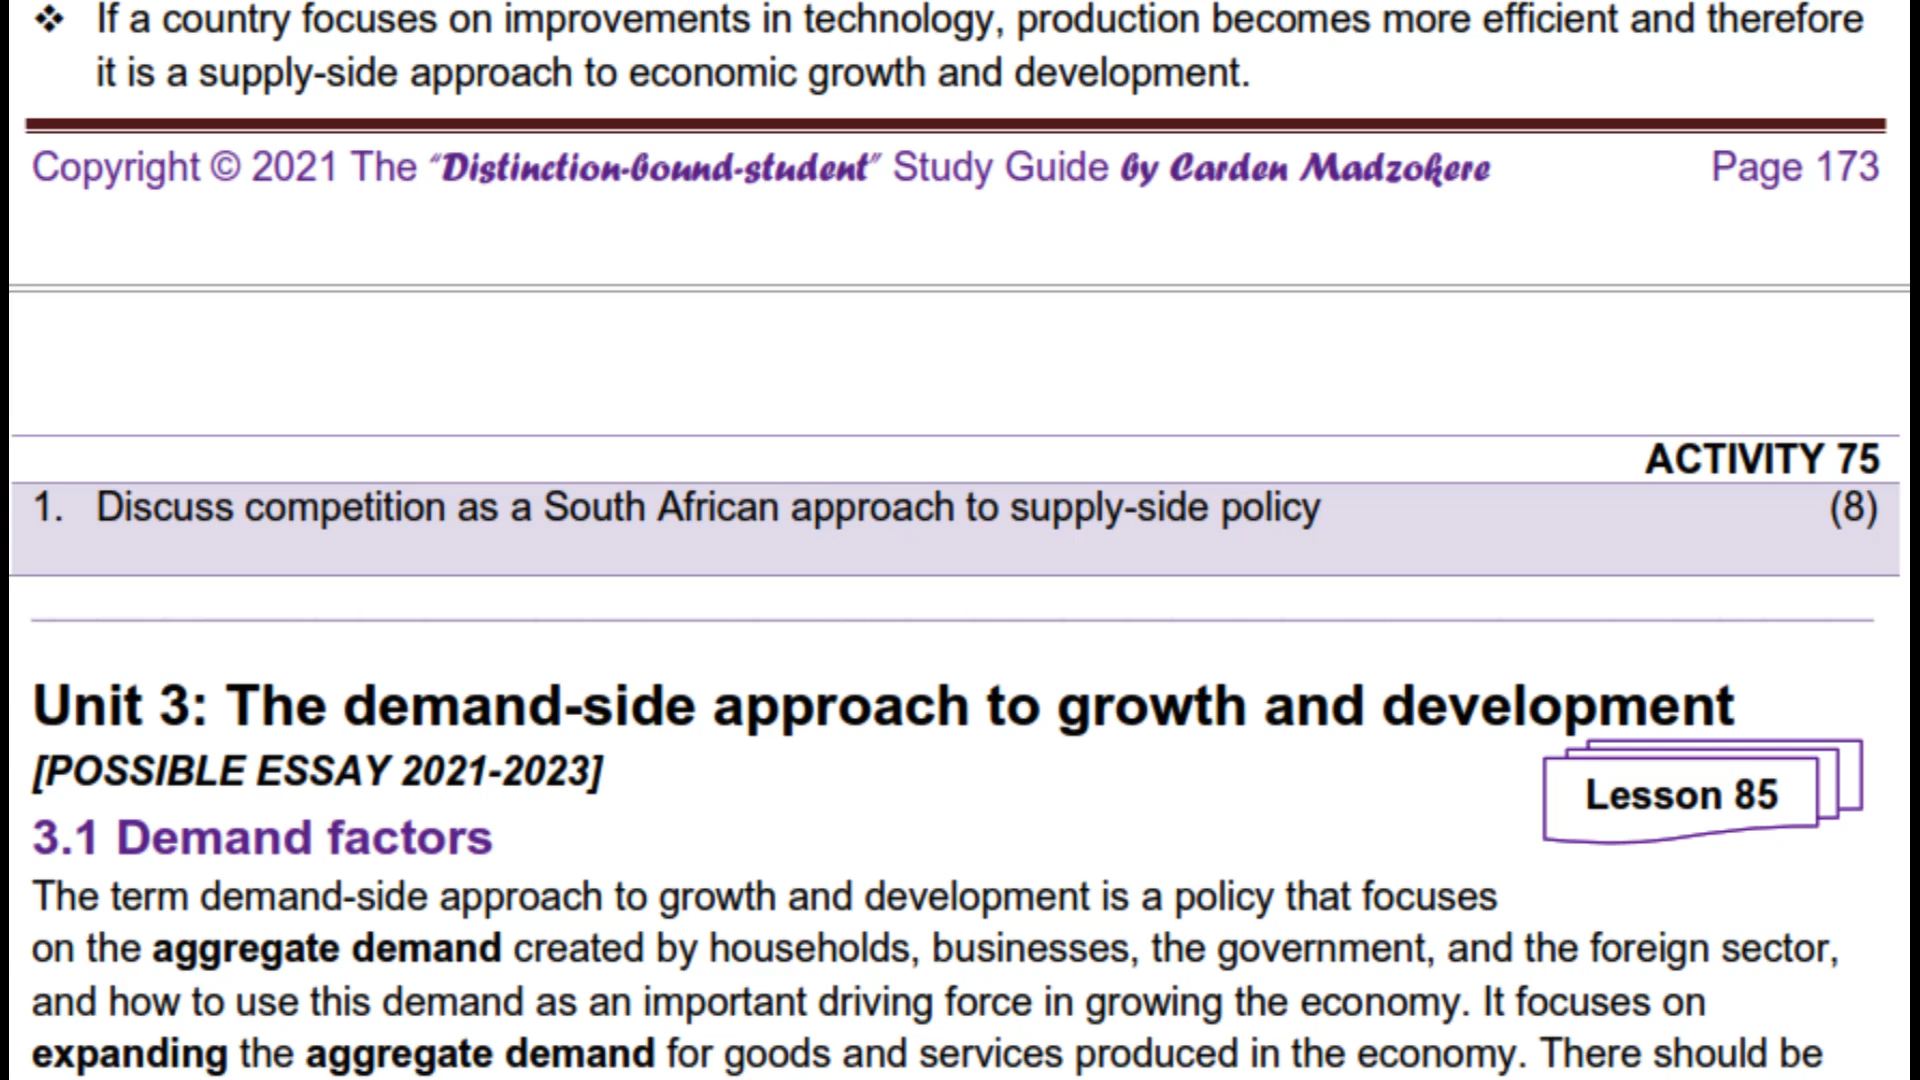 ❖ If a country focuses on improvements in technology, production becomes more efficient and therefore
it is a supply-side approach to economic growth and development.
Copyright © 2021 The “Distinction-bound-student” Study Guide by Carden Madzokere Page 173
ACTIVITY 75
1. Discuss competition as a South African approach to supply-side policy (8)
Unit 3: The demand-side approach to growth and development
[POSSIBLE ESSAY 2021-2023]
Lesson 85
3.1 Demand factors
The term demand-side approach to growth and development is a policy that focuses
on the aggregate demand created by households, businesses, the government, and the foreign sector,
and how to use this demand as an important driving force in growing the economy. It focuses on
expanding the aggregate demand for goods and services produced in the economy. There should be